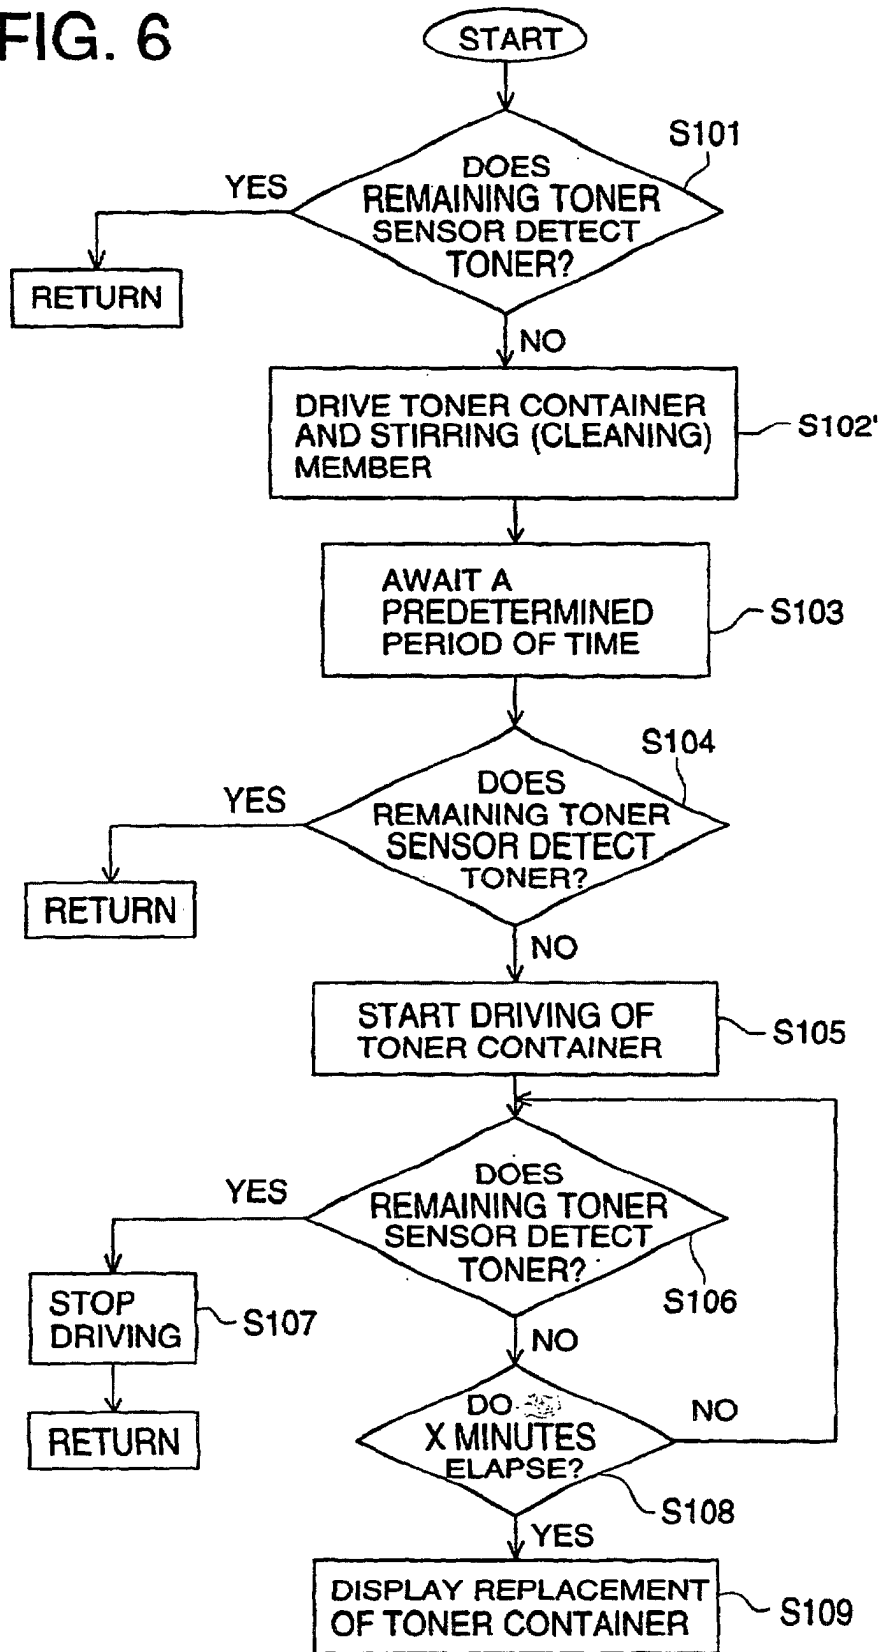 FIG. 6
START
S101
DOES
REMAINING TONER
SENSOR DETECT
TONER?
YES
RETURN
NO
DRIVE TONER CONTAINER
AND STIRRING (CLEANING)
MEMBER
S102'
AWAIT A
PREDETERMINED
PERIOD OF TIME
S103
S104
DOES
REMAINING TONER
SENSOR DETECT
TONER?
YES
RETURN
NO
START DRIVING OF
TONER CONTAINER
S105
DOES
REMAINING TONER
SENSOR DETECT
TONER?
YES
S106
STOP
DRIVING
S107
RETURN
NO
DO
X MINUTES
ELAPSE?
NO
S108
YES
DISPLAY REPLACEMENT
OF TONER CONTAINER
S109